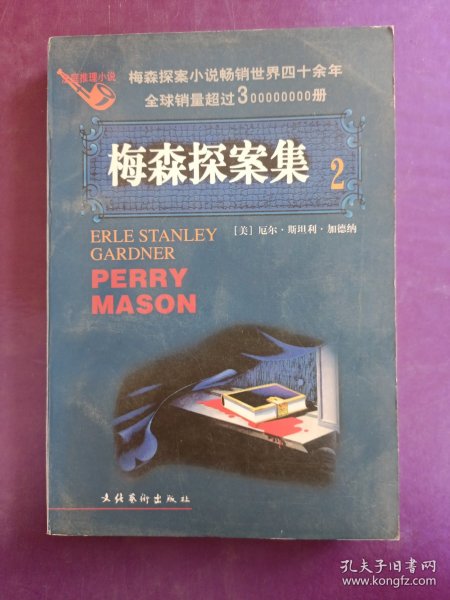 法庭推理小说
梅森探案小说畅销世界四十余年
全球销量超过300000000册
梅森探案集 2
ERLE STANLEY
GARDNER
[美] 厄尔·斯坦利·加德纳
PERRY
MASON
文化艺术出版社
孔夫子旧书网
www.kongfz.com